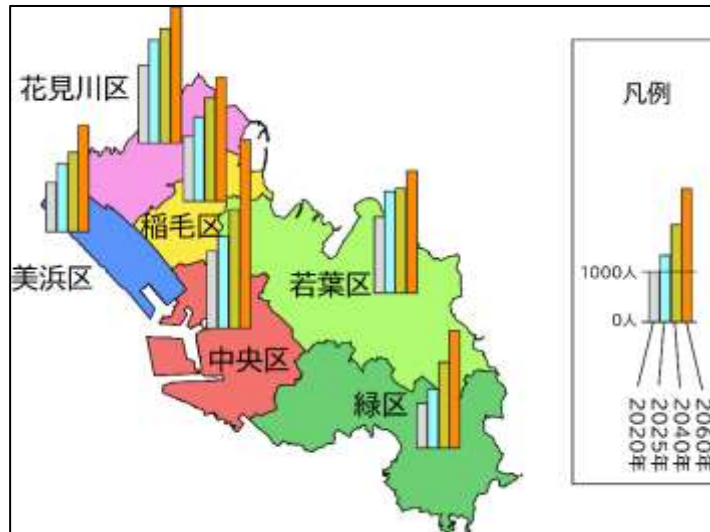 花見川区
稲毛区
美浜区
若葉区
中央区
緑区
凡例
1000人
0人
2020年
2025年
2040年
2060年